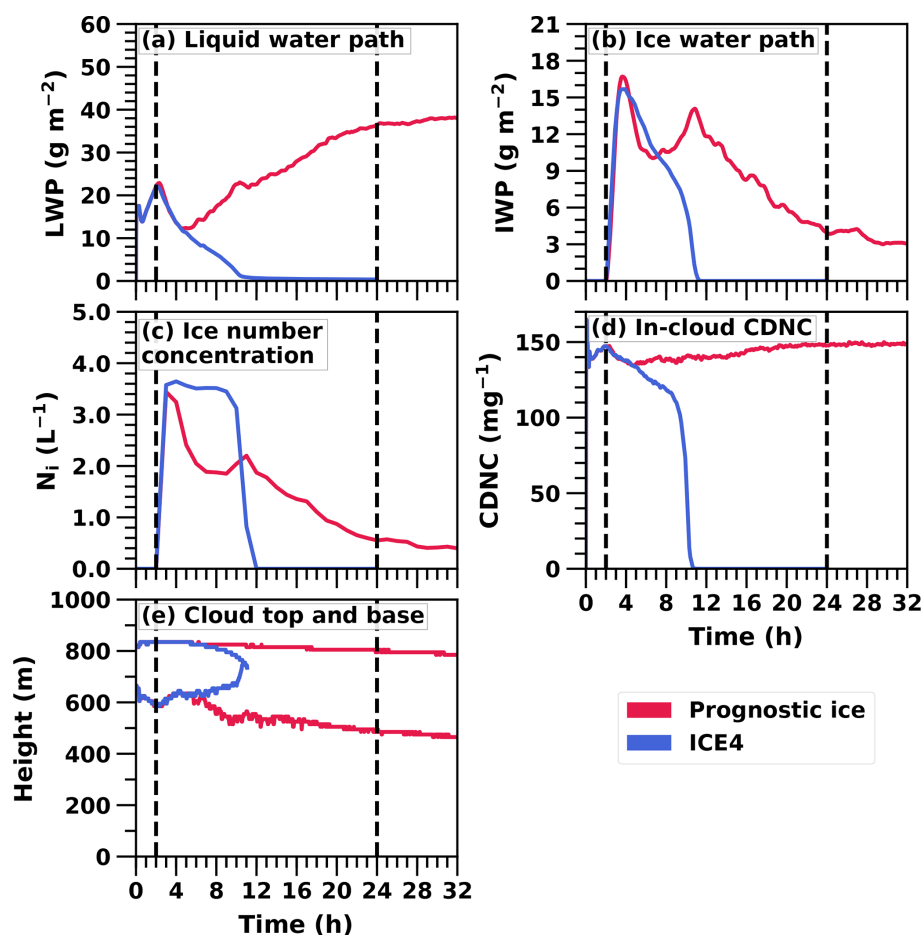 (a) Liquid water path
LWP (g m⁻²)
60
50
40
30
20
10
0
(b) Ice water path
IWP (g m⁻²)
21
18
15
12
9
6
3
0
(c) Ice number
concentration
Nᵢ (L⁻¹)
5.0
4.0
3.0
2.0
1.0
0.0
(d) In-cloud CDNC
CDNC (mg⁻¹)
150
100
50
0
0 4 8 12 16 20 24 28 32
Time (h)
(e) Cloud top and base
Height (m)
1000
800
600
400
200
0
0 4 8 12 16 20 24 28 32
Time (h)
Prognostic ice
ICE4